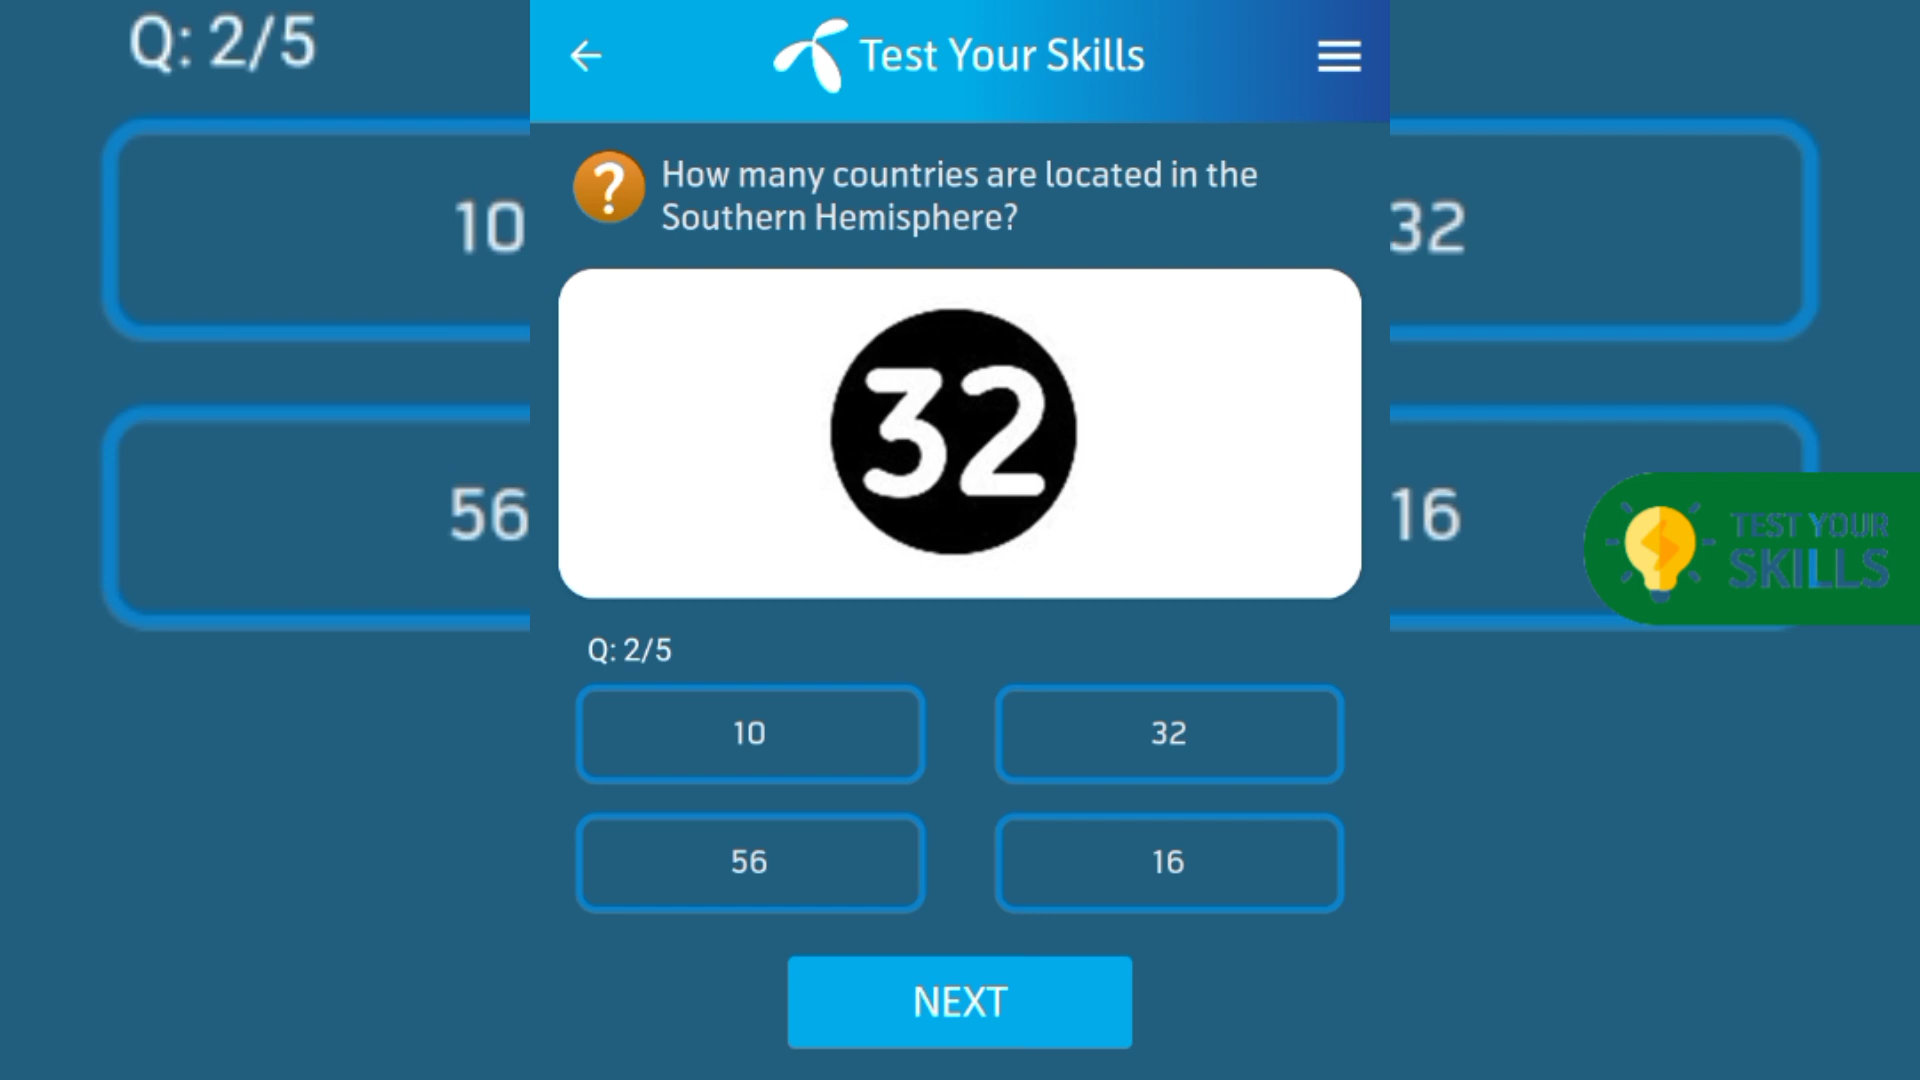 Q: 2/5
10
32
56
16
Test Your Skills
How many countries are located in the
Southern Hemisphere?
32
Q: 2/5
10
32
56
16
NEXT
TEST YOUR
SKILLS